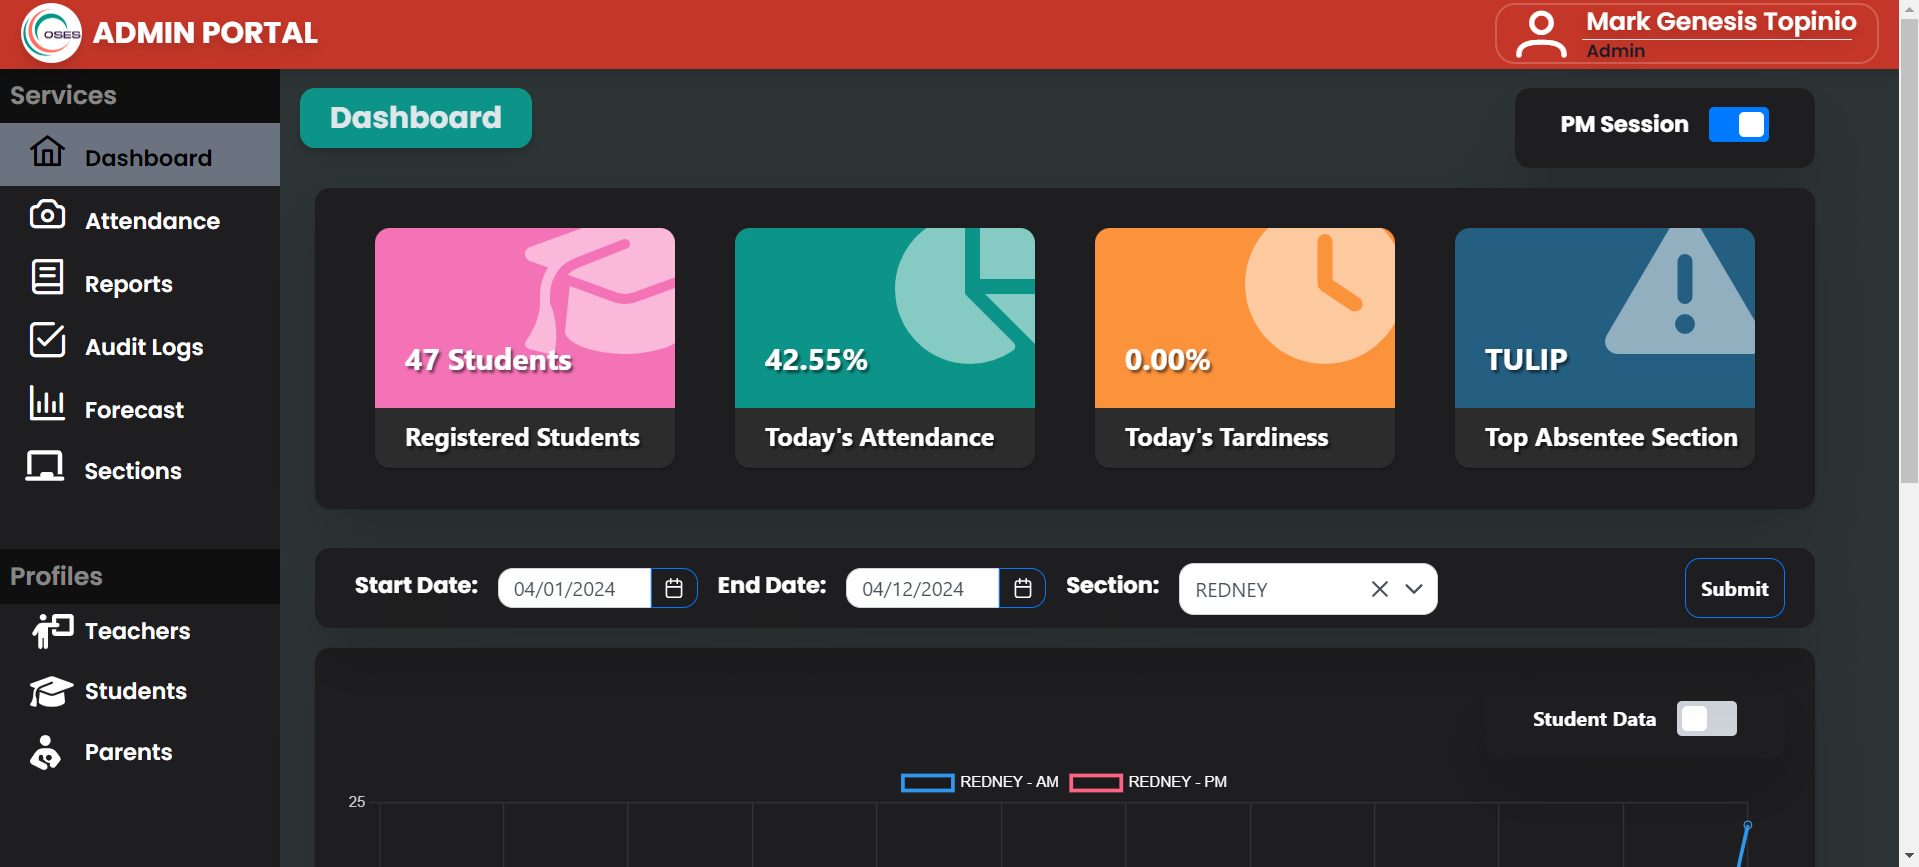 OSES
ADMIN PORTAL
Mark Genesis Topinio
Admin
Services
Dashboard
Attendance
Reports
Audit Logs
Forecast
Sections
Profiles
Teachers
Students
Parents
Dashboard
PM Session
47 Students
Registered Students
42.55%
Today's Attendance
0.00%
Today's Tardiness
TULIP
Top Absentee Section
Start Date: 04/01/2024 End Date: 04/12/2024 Section: REDNEY Submit
Student Data
REDNEY - AM REDNEY - PM
25